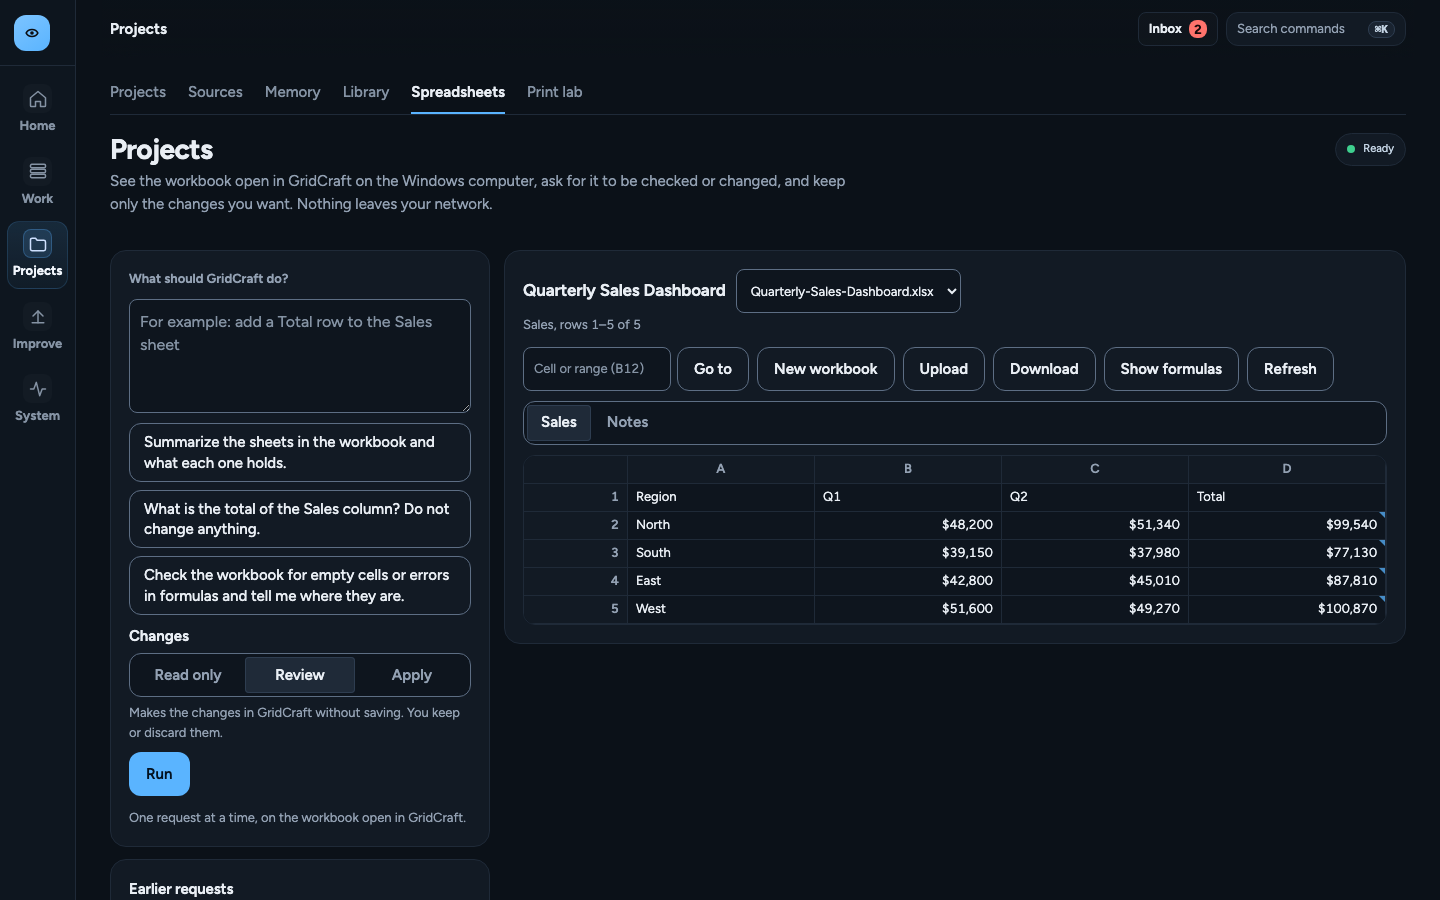 Projects
Inbox 2
Search commands ⌘K
Home
Work
Projects
Improve
System
Projects Sources Memory Library Spreadsheets Print lab
Projects
Ready
See the workbook open in GridCraft on the Windows computer, ask for it to be checked or changed, and keep
only the changes you want. Nothing leaves your network.
What should GridCraft do?
For example: add a Total row to the Sales
sheet
Summarize the sheets in the workbook and
what each one holds.
What is the total of the Sales column? Do not
change anything.
Check the workbook for empty cells or errors
in formulas and tell me where they are.
Changes
Read only Review Apply
Makes the changes in GridCraft without saving. You keep
or discard them.
Run
One request at a time, on the workbook open in GridCraft.
Earlier requests
Quarterly Sales Dashboard Quarterly-Sales-Dashboard.xlsx
Sales, rows 1–5 of 5
Cell or range (B12) Go to New workbook Upload Download Show formulas Refresh
Sales Notes
A B C D
1 Region Q1 Q2 Total
2 North $48,200 $51,340 $99,540
3 South $39,150 $37,980 $77,130
4 East $42,800 $45,010 $87,810
5 West $51,600 $49,270 $100,870